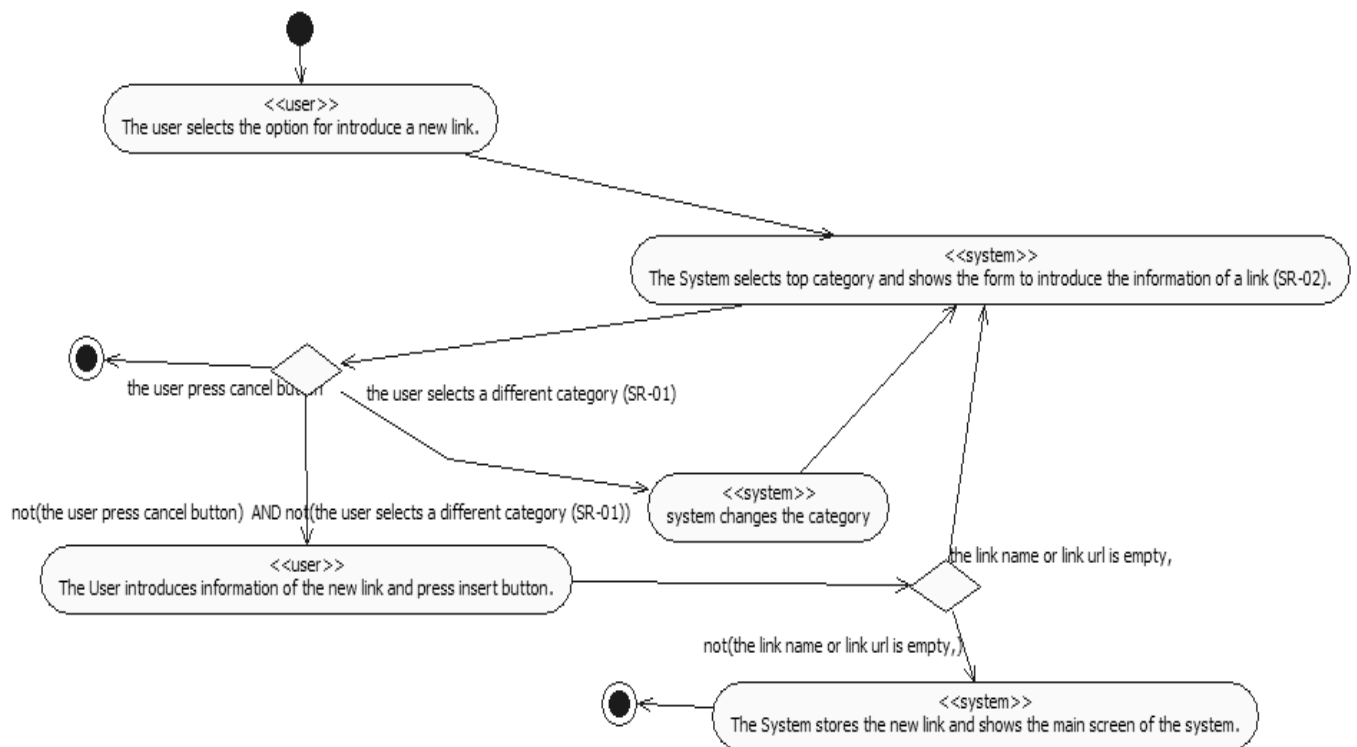 <<user>>
The user selects the option for introduce a new link.
<<system>>
The System selects top category and shows the form to introduce the information of a link (SR-02).
the user press cancel button
the user selects a different category (SR-01)
<<system>>
system changes the category
not(the user press cancel button)  AND not(the user selects a different category (SR-01))
<<user>>
The User introduces information of the new link and press insert button.
the link name or link url is empty,
not(the link name or link url is empty,)
<<system>>
The System stores the new link and shows the main screen of the system.